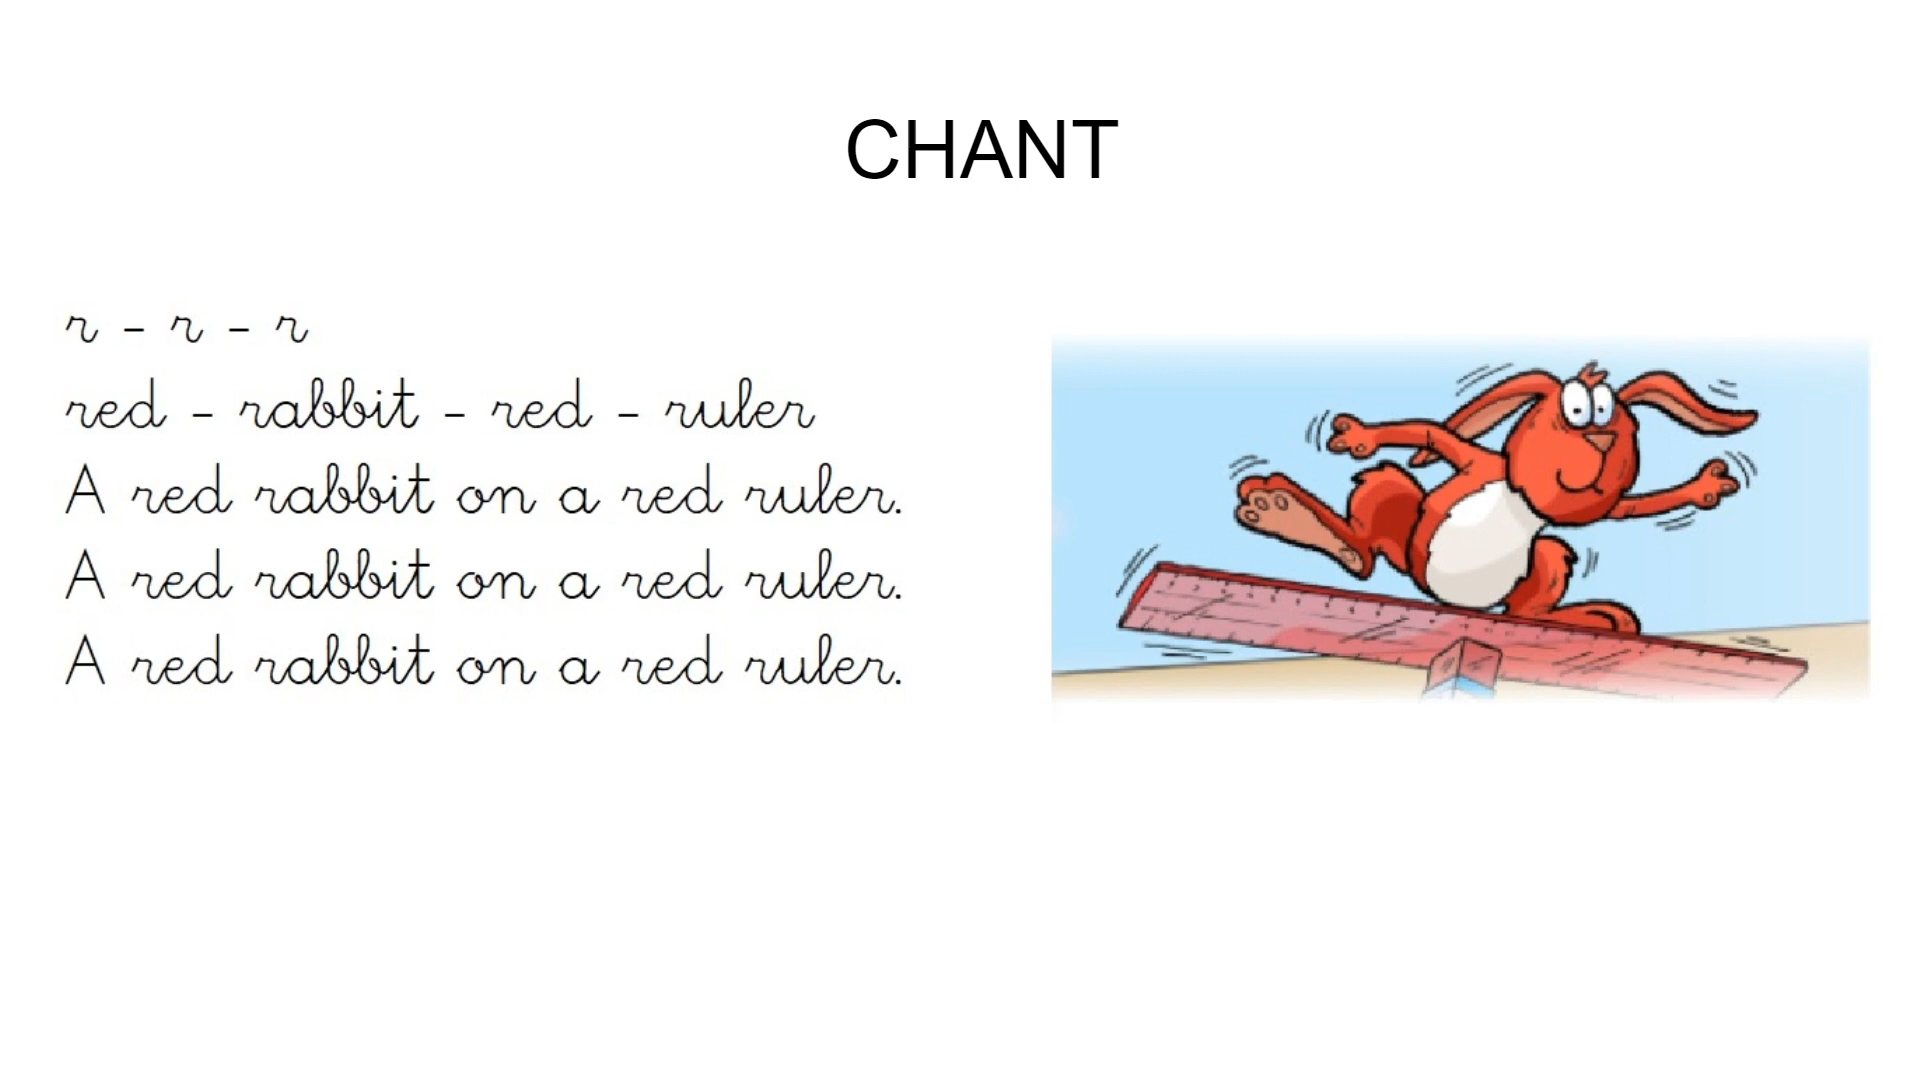 CHANT
r - r - r
red - rabbit - red - ruler
A red rabbit on a red ruler.
A red rabbit on a red ruler.
A red rabbit on a red ruler.